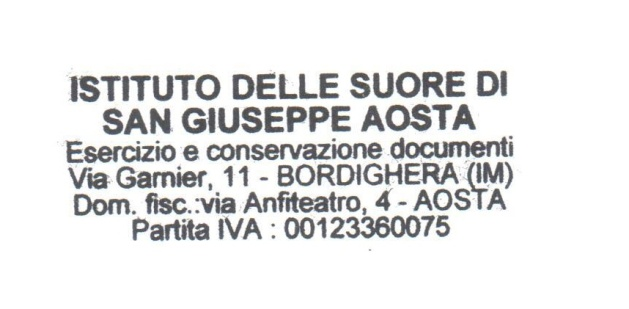 ISTITUTO DELLE SUORE DI
SAN GIUSEPPE AOSTA
Esercizio e conservazione documenti
Via Garnier, 11 - BORDIGHERA (IM)
Dom. fisc.:via Anfiteatro, 4 - AOSTA
Partita IVA : 00123360075